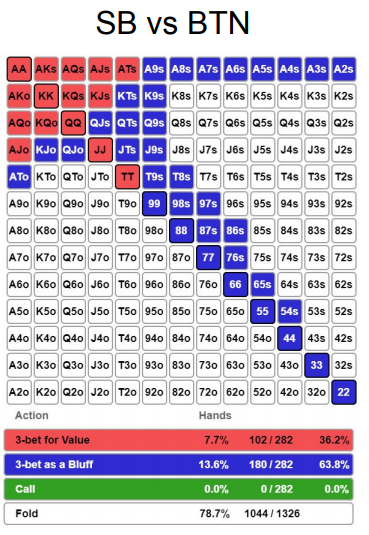 SB vs BTN
AA AKs AQs AJs ATs A9s A8s A7s A6s A5s A4s A3s A2s
AKo KK KQs KJs KTs K9s K8s K7s K6s K5s K4s K3s K2s
AQo KQo QQ QJs QTs Q9s Q8s Q7s Q6s Q5s Q4s Q3s Q2s
AJo KJo QJo JJ JTs J9s J8s J7s J6s J5s J4s J3s J2s
ATo KTo QTo JTo TT T9s T8s T7s T6s T5s T4s T3s T2s
A9o K9o Q9o J9o T9o 99 98s 97s 96s 95s 94s 93s 92s
A8o K8o Q8o J8o T8o 98o 88 87s 86s 85s 84s 83s 82s
A7o K7o Q7o J7o T7o 97o 87o 77 76s 75s 74s 73s 72s
A6o K6o Q6o J6o T6o 96o 86o 76o 66 65s 64s 63s 62s
A5o K5o Q5o J5o T5o 95o 85o 75o 65o 55 54s 53s 52s
A4o K4o Q4o J4o T4o 94o 84o 74o 64o 54o 44 43s 42s
A3o K3o Q3o J3o T3o 93o 83o 73o 63o 53o 43o 33 32s
A2o K2o Q2o J2o T2o 92o 82o 72o 62o 52o 42o 32o 22
Action Hands
3-bet for Value 7.7% 102 / 282 36.2%
3-bet as a Bluff 13.6% 180 / 282 63.8%
Call 0.0% 0 / 282 0.0%
Fold 78.7% 1044 / 1326